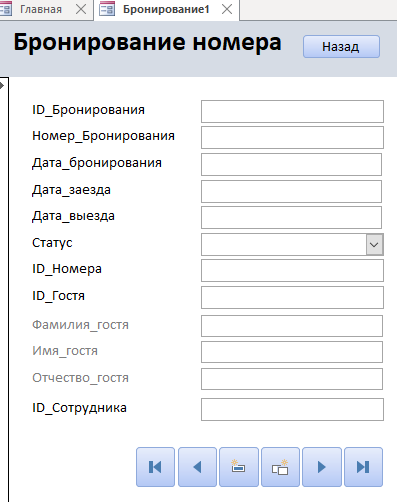 Главная Бронирование1
Бронирование номера Назад
ID_Бронирования
Номер_Бронирования
Дата_бронирования
Дата_заезда
Дата_выезда
Статус
ID_Номера
ID_Гостя
Фамилия_гостя
Имя_гостя
Отчество_гостя
ID_Сотрудника